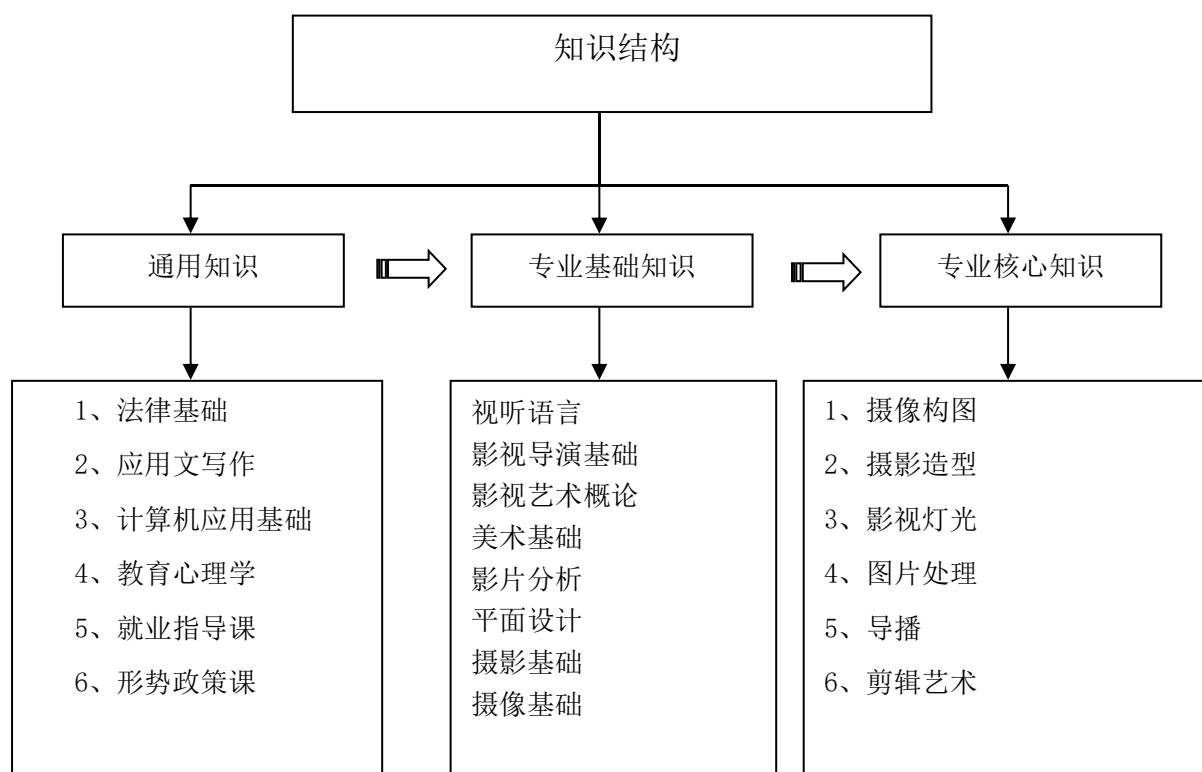 知识结构
通用知识
专业基础知识
专业核心知识
1、法律基础
2、应用文写作
3、计算机应用基础
4、教育心理学
5、就业指导课
6、形势政策课
视听语言
影视导演基础
影视艺术概论
美术基础
影片分析
平面设计
摄影基础
摄像基础
1、摄像构图
2、摄影造型
3、影视灯光
4、图片处理
5、导播
6、剪辑艺术